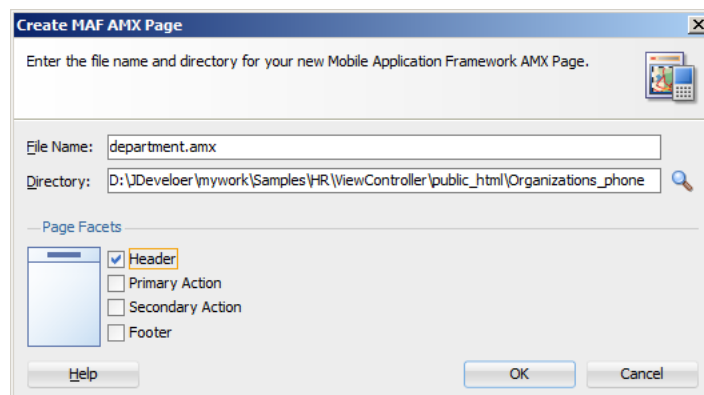 Create MAF AMX Page
Enter the file name and directory for your new Mobile Application Framework AMX Page.
File Name: department.amx
Directory: D:\JDeveloer\mywork\Samples\HR\ViewController\public_html\Organizations_phone
Page Facets
Header
Primary Action
Secondary Action
Footer
Help OK Cancel